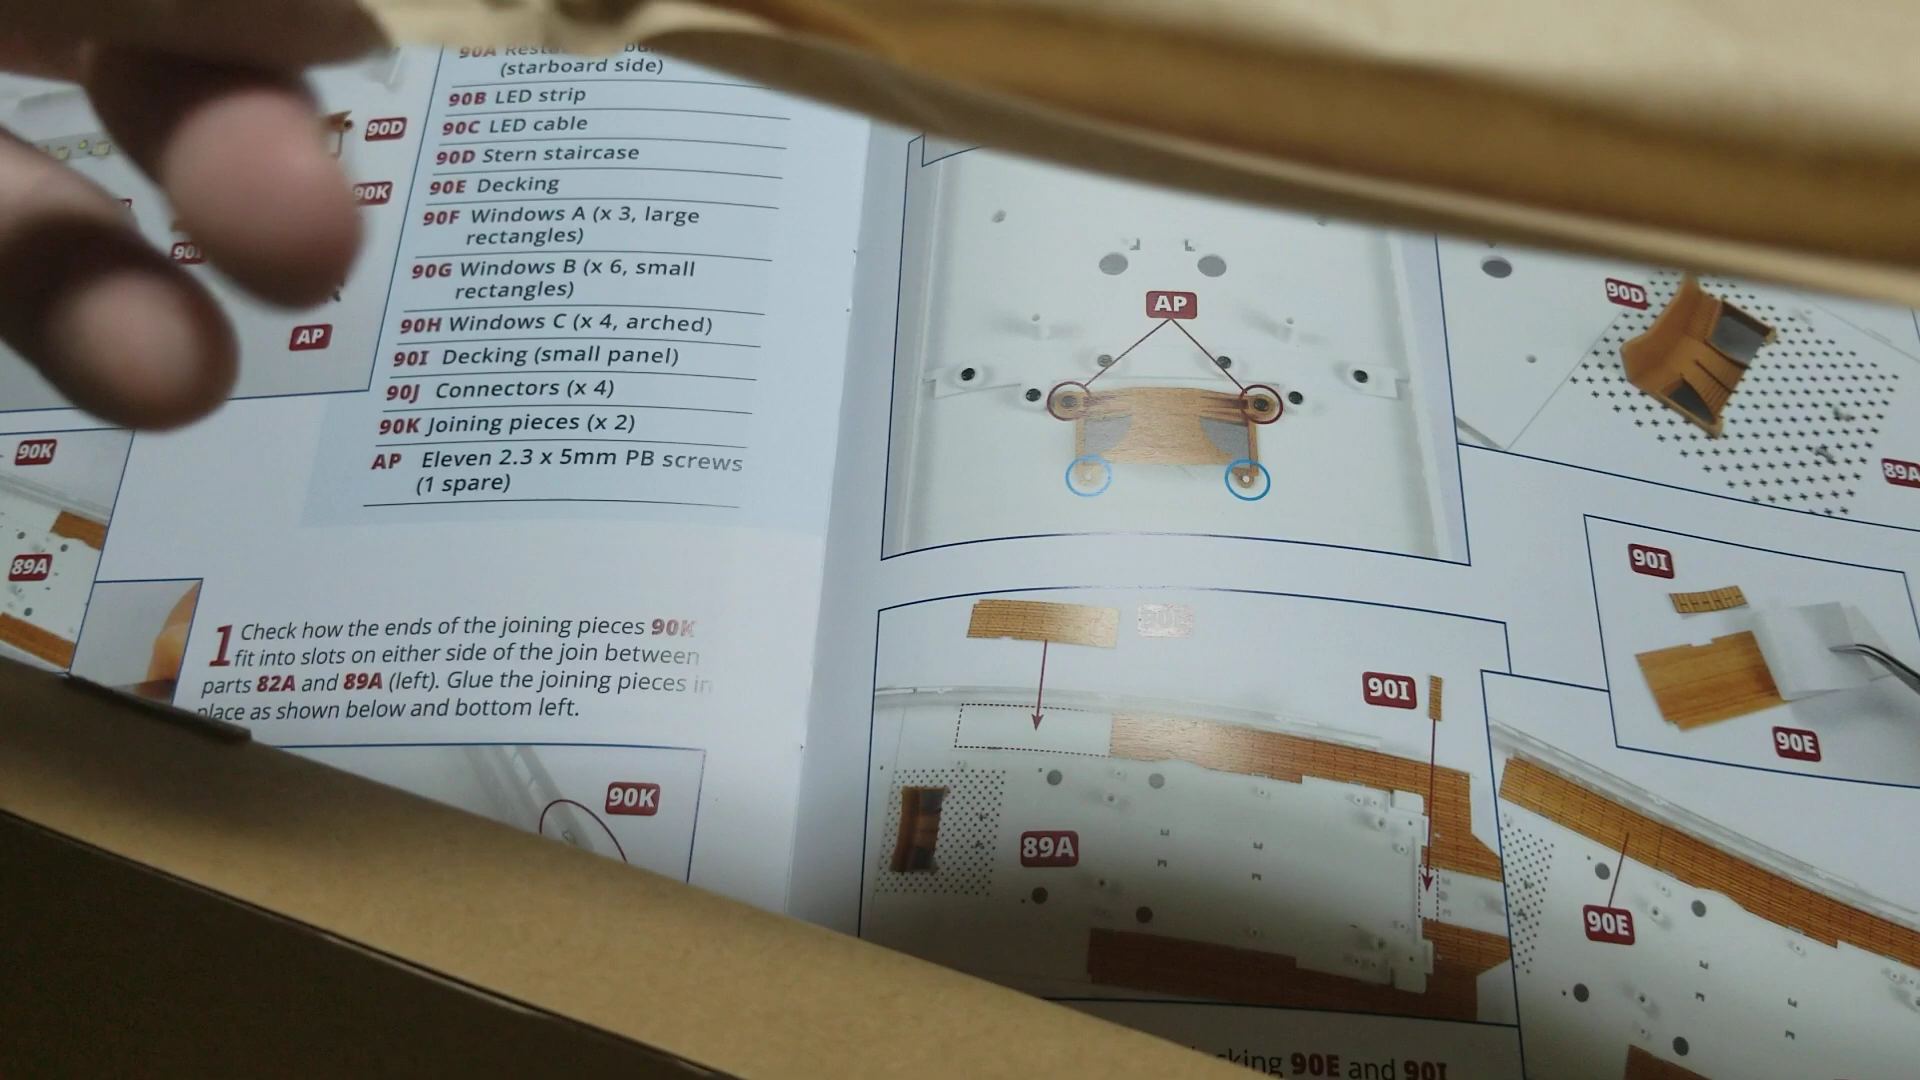 90A
(starboard side)
90B LED strip
90C LED cable
90D Stern staircase
90E Decking
90F Windows A (x 3, large
rectangles)
90G Windows B (x 6, small
rectangles)
90H Windows C (x 4, arched)
90I Decking (small panel)
90J Connectors (x 4)
90K Joining pieces (x 2)
AP Eleven 2.3 x 5mm PB screws
(1 spare)
90D
90K
AP
90K
89A
1 Check how the ends of the joining pieces 90K
fit into slots on either side of the join between
parts 82A and 89A (left). Glue the joining pieces in
place as shown below and bottom left.
90K
AP
90D
89A
90I
90E
90I
89A
90E
90E and 90I